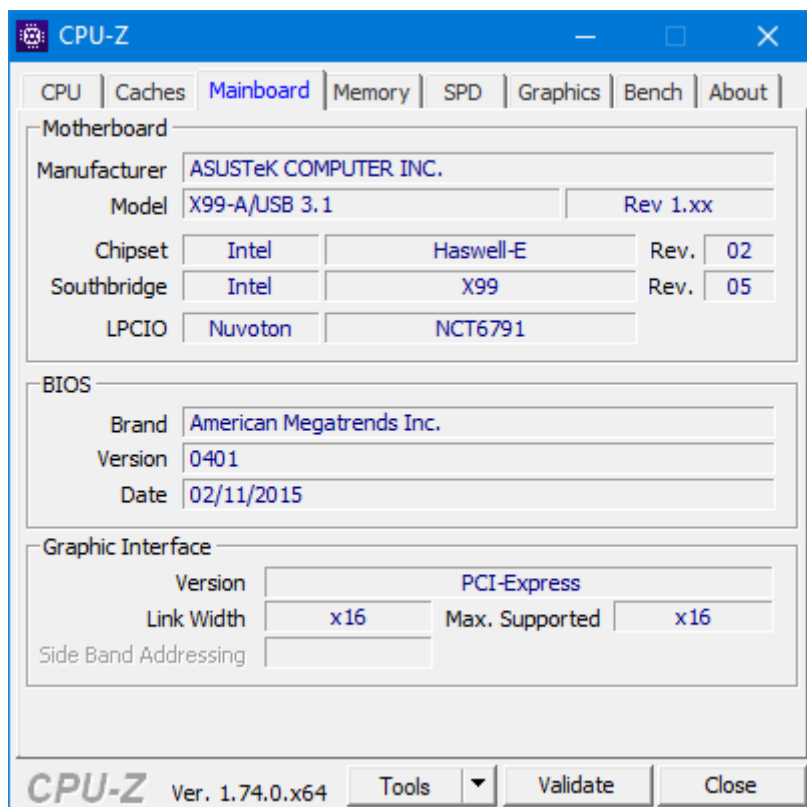 CPU-Z
CPU Caches Mainboard Memory SPD Graphics Bench About
Motherboard
Manufacturer ASUSTeK COMPUTER INC.
Model X99-A/USB 3.1 Rev 1.xx
Chipset Intel Haswell-E Rev. 02
Southbridge Intel X99 Rev. 05
LPCIO Nuvoton NCT6791
BIOS
Brand American Megatrends Inc.
Version 0401
Date 02/11/2015
Graphic Interface
Version PCI-Express
Link Width x16 Max. Supported x16
Side Band Addressing
CPU-Z Ver. 1.74.0.x64 Tools Validate Close